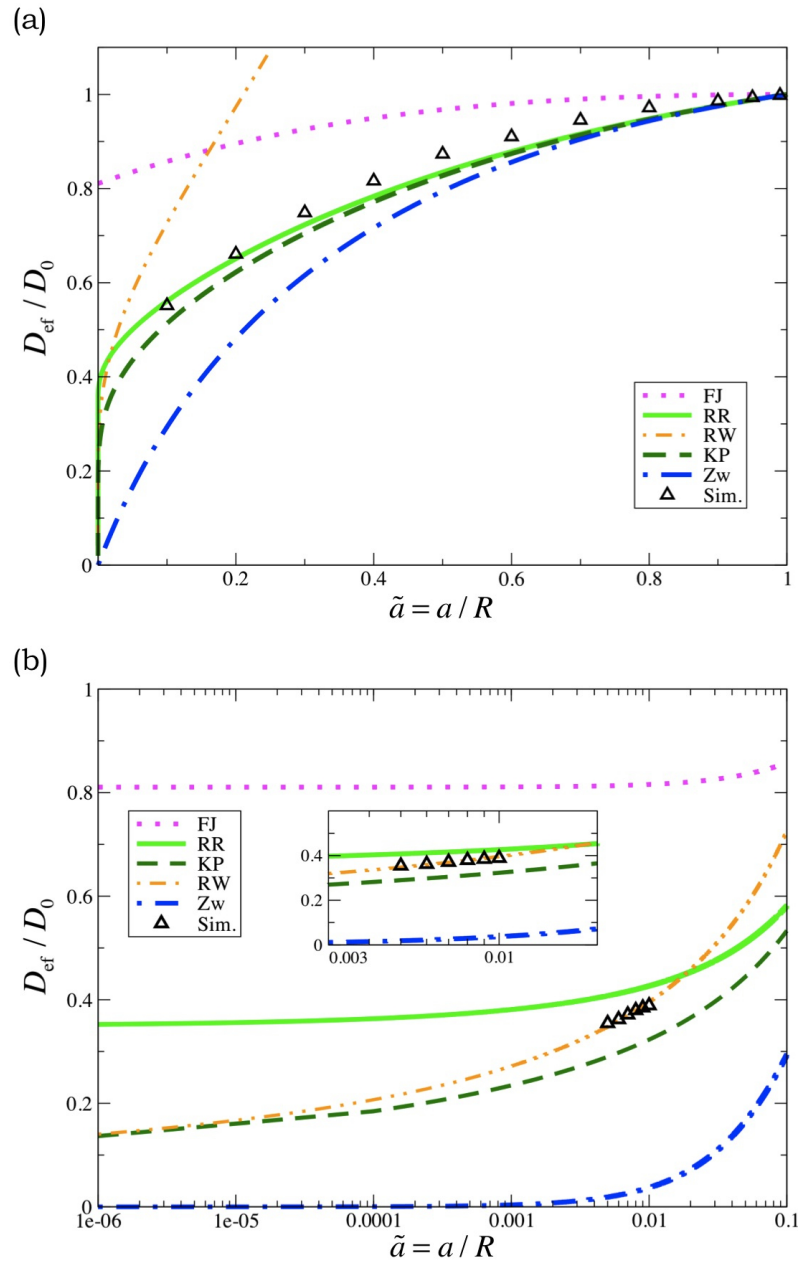 (a)
1
0.8
0.6
0.4
0.2
0
D_ef / D_0
FJ
RR
RW
KP
Zw
Sim.
0.2
0.4
0.6
0.8
1
ã = a / R
(b)
1
0.8
0.6
0.4
0.2
0
D_ef / D_0
FJ
RR
KP
RW
Zw
Sim.
0.4
0.2
0
0.003
0.01
1e-06
1e-05
0.0001
0.001
0.01
0.1
ã = a / R